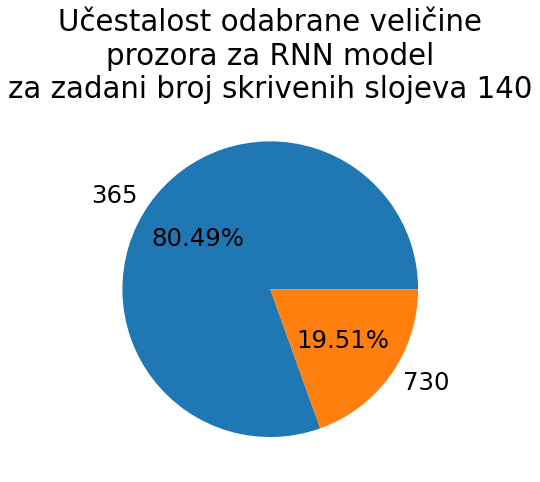 Učestalost odabrane veličine
prozora za RNN model
za zadani broj skrivenih slojeva 140
365
80.49%
19.51%
730